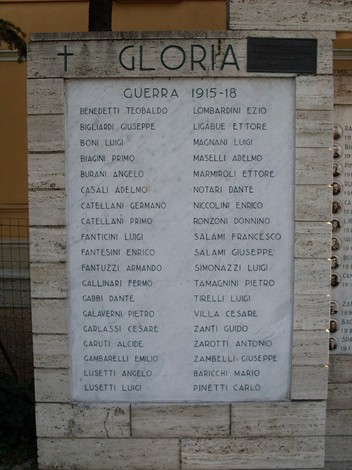 GLORIA
GUERRA 1915-18
BENEDETTI TEOBALDO
BIGLIARDI GIUSEPPE
BONI LUIGI
BIAGINI PRIMO
BURANI ANGELO
CASALI ADELMO
CATELLANI GERMANO
CATELLANI PRIMO
FANTICINI LUIGI
FANTESINI ENRICO
FANTUZZI ARMANDO
GALLINARI FERMO
GABBI DANTE
GALAVERNI PIETRO
GARLASSI CESARE
GARUTI ALCIDE
GAMBARELLI EMILIO
LUSETTI ANGELO
LUSETTI LUIGI
LOMBARDINI EZIO
LIGABUE ETTORE
MAGNANI LUIGI
MASELLI ADELMO
MARMIROLI ETTORE
NOTARI DANTE
NICCOLINI ENRICO
RONZONI DONNINO
SALAMI FRANCESCO
SALAMI GIUSEPPE
SIMONAZZI LUIGI
TAMAGNINI PIETRO
TIRELLI LUIGI
VILLA CESARE
ZANTI GUIDO
ZAROTTI ANTONIO
ZAMBELLI GIUSEPPE
BARICCHI MARIO
PINETTI CARLO